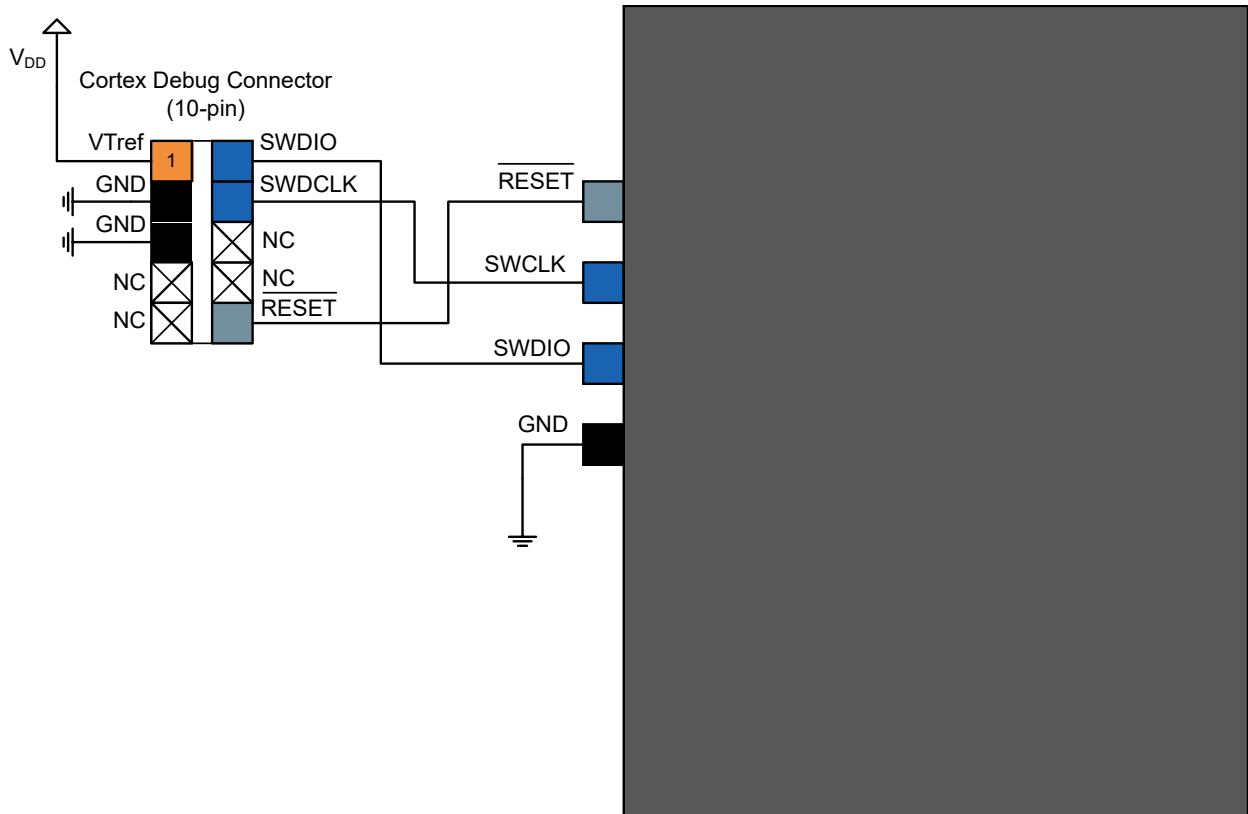 V_DD
Cortex Debug Connector
(10-pin)
VTref
1
SWDIO
GND
SWDCLK
GND
NC
NC
NC
NC
RESET
RESET
SWCLK
SWDIO
GND